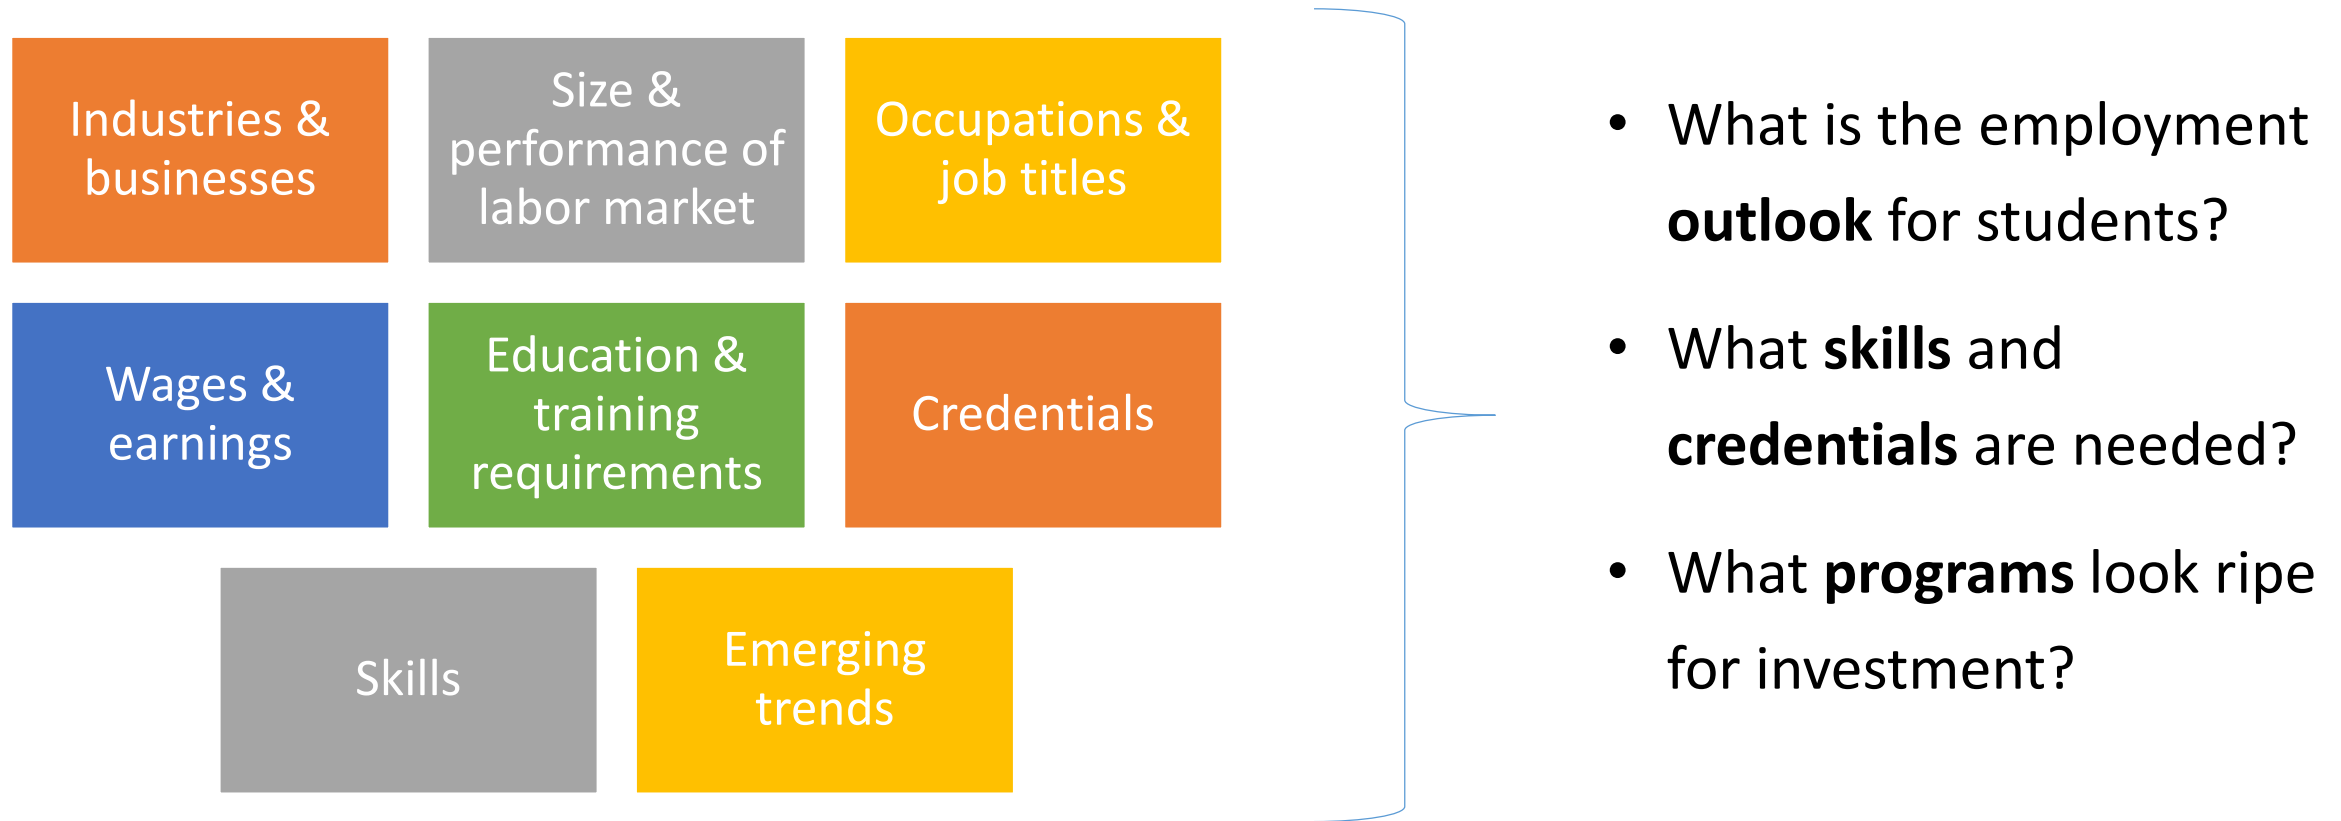 Industries &
businesses
Size &
performance of
labor market
Occupations &
job titles
Wages &
earnings
Education &
training
requirements
Credentials
Skills
Emerging
trends
• What is the employment
outlook for students?
• What skills and
credentials are needed?
• What programs look ripe
for investment?